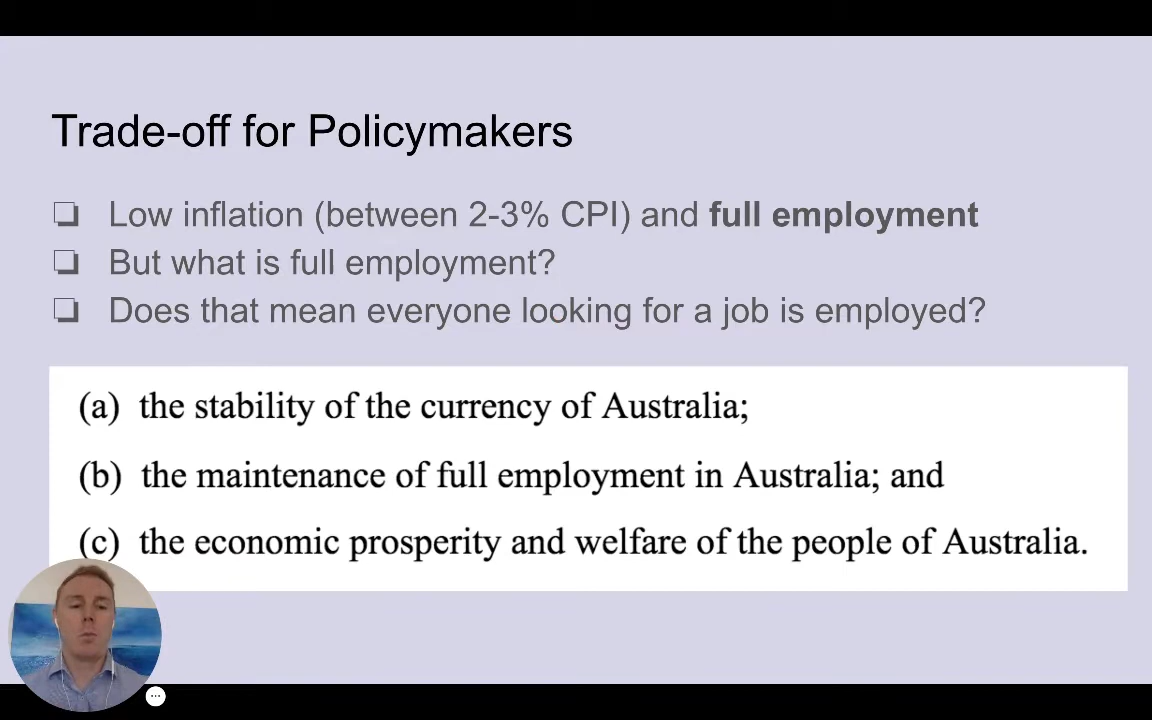 Trade-off for Policymakers
❏ Low inflation (between 2-3% CPI) and full employment
❏ But what is full employment?
❏ Does that mean everyone looking for a job is employed?
(a) the stability of the currency of Australia;
(b) the maintenance of full employment in Australia; and
(c) the economic prosperity and welfare of the people of Australia.